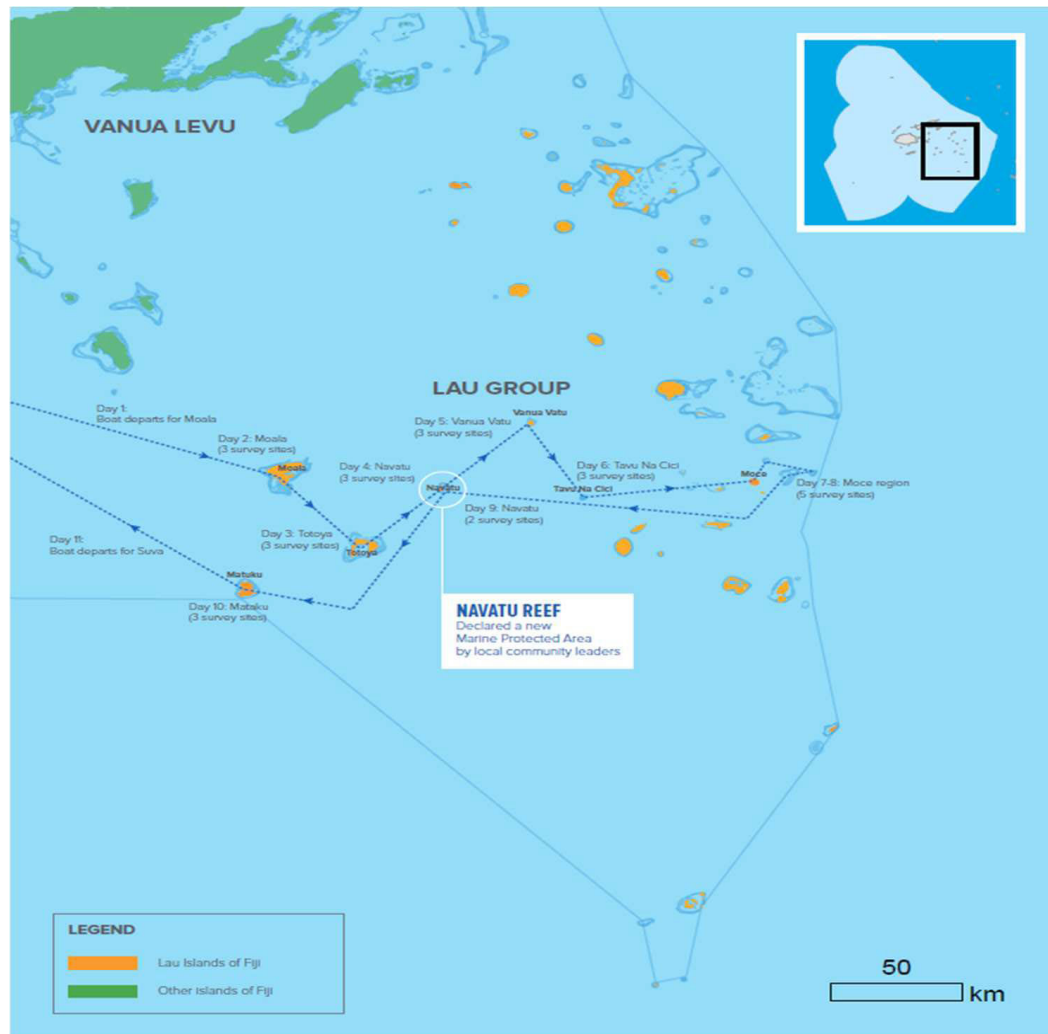 VANUA LEVU
LAU GROUP
Day 1:
Boat departs for Moala
Day 2: Moala
(3 survey sites)
Moala
Day 3: Totoya
(3 survey sites)
Totoya
Day 4: Navatu
(3 survey sites)
Navatu
Day 5: Vanua Vatu
(3 survey sites)
Vanua Vatu
Day 6: Tavu Na Cici
(3 survey sites)
Tavu Na Cici
Moce
Day 7-8: Moce region
(5 survey sites)
Day 9: Navatu
(2 survey sites)
Matuku
Day 10: Mataku
(3 survey sites)
Day 11:
Boat departs for Suva
NAVATU REEF
Declared a new
Marine Protected Area
by local community leaders
LEGEND
Lau Islands of Fiji
Other islands of Fiji
50
km